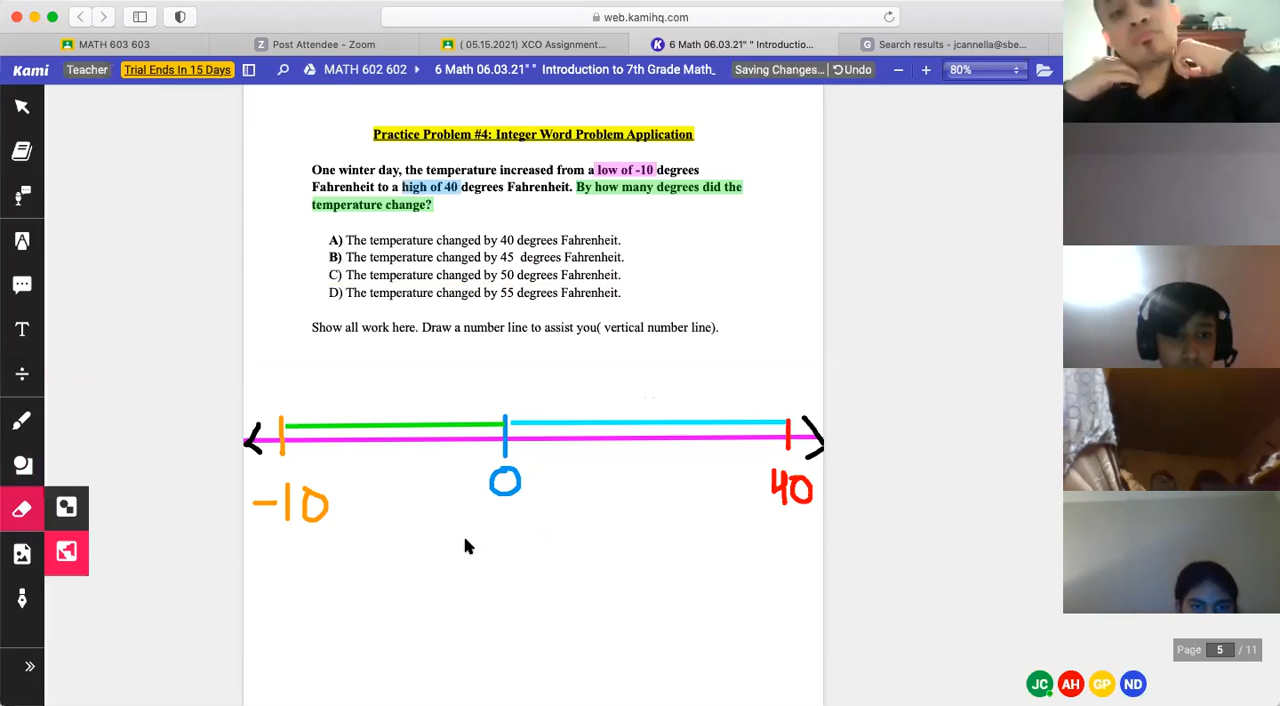 web.kamihq.com
MATH 603 603
Post Attendee - Zoom
( 05.15.2021) XCO Assignment...
6 Math 06.03.21" " Introductio...
Search results - jcannella@sbe...
Kami
Teacher
Trial Ends In 15 Days
MATH 602 602
6 Math 06.03.21" " Introduction to 7th Grade Math_
Saving Changes...
Undo
80%
Practice Problem #4: Integer Word Problem Application
One winter day, the temperature increased from a low of -10 degrees
Fahrenheit to a high of 40 degrees Fahrenheit. By how many degrees did the
temperature change?
A) The temperature changed by 40 degrees Fahrenheit.
B) The temperature changed by 45 degrees Fahrenheit.
C) The temperature changed by 50 degrees Fahrenheit.
D) The temperature changed by 55 degrees Fahrenheit.
Show all work here. Draw a number line to assist you( vertical number line).
-10
0
40
Page 5 / 11
JC AH GP ND